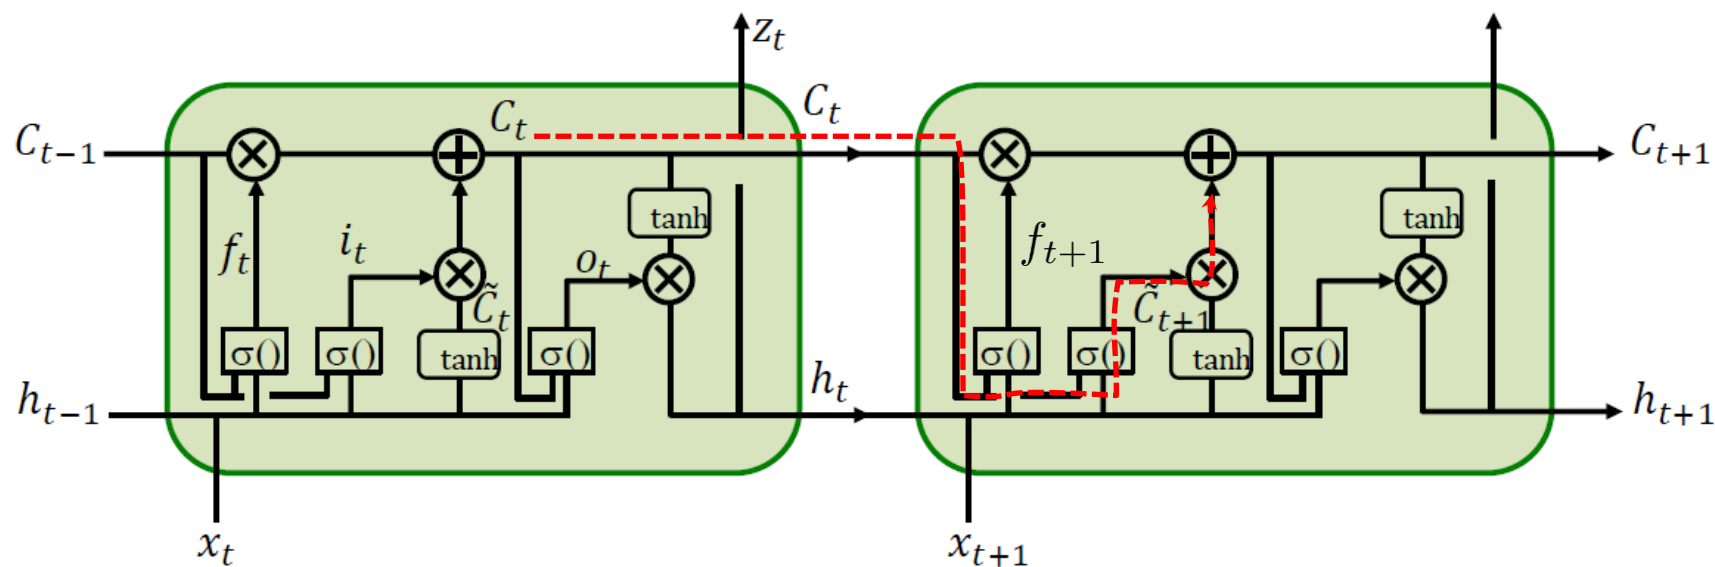 z_t
C_{t-1}
C_t
C_t
C_{t+1}
tanh
tanh
f_t
i_t
o_t
f_{t+1}
C̃_t
C̃_{t+1}
σ()
σ()
tanh
σ()
σ()
σ()
tanh
σ()
h_{t-1}
h_t
h_{t+1}
x_t
x_{t+1}